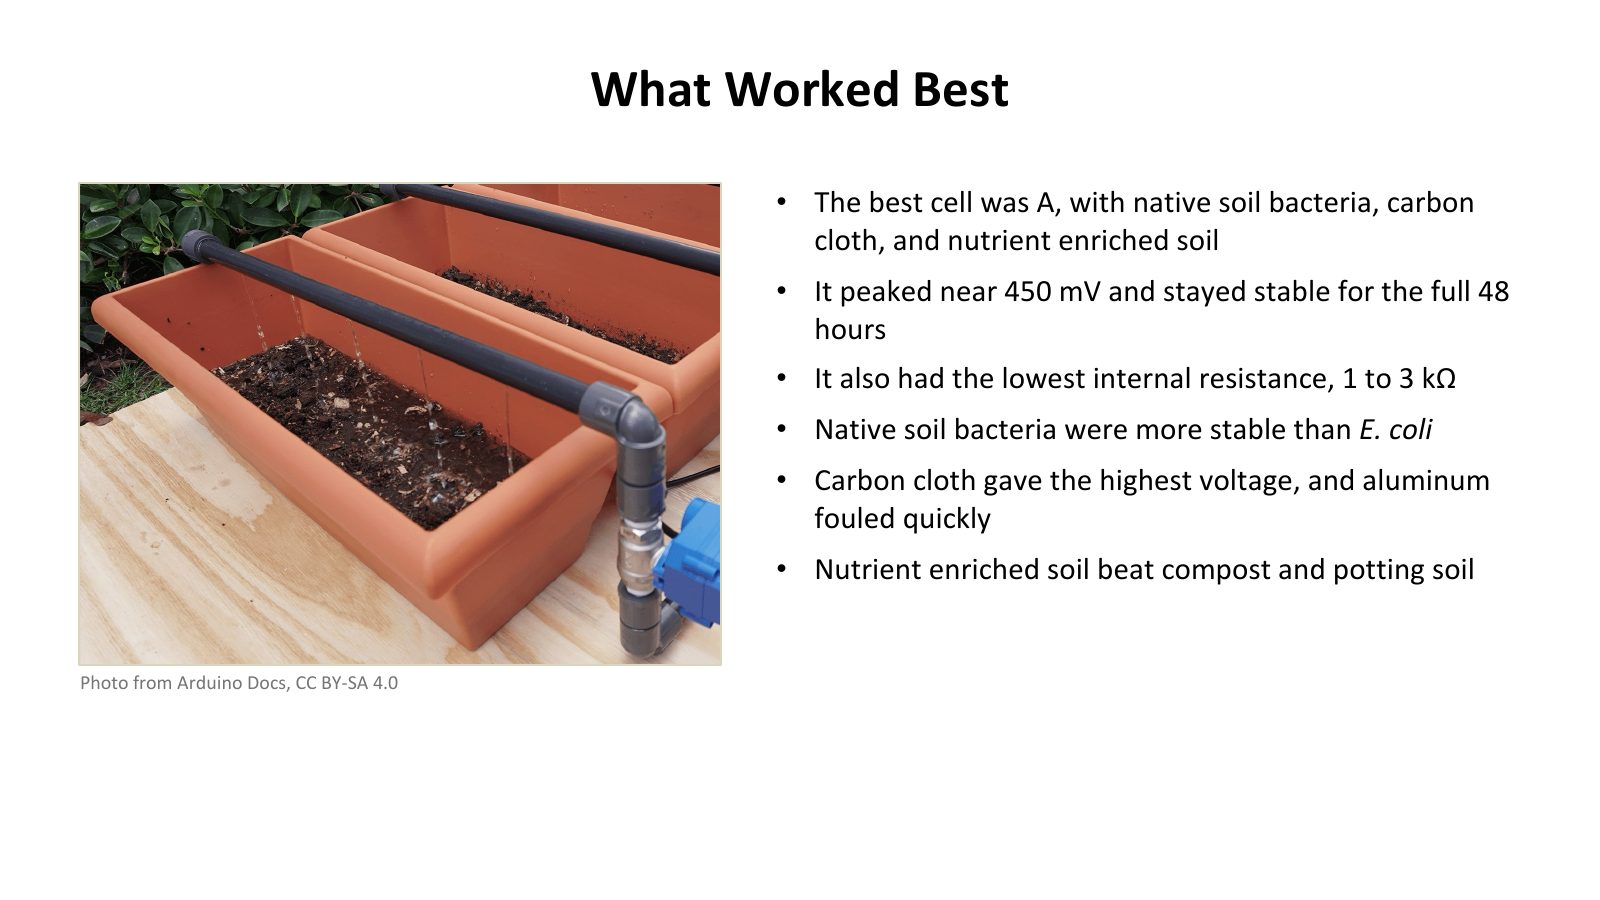 What Worked Best
• The best cell was A, with native soil bacteria, carbon
cloth, and nutrient enriched soil
• It peaked near 450 mV and stayed stable for the full 48
hours
• It also had the lowest internal resistance, 1 to 3 kΩ
• Native soil bacteria were more stable than E. coli
• Carbon cloth gave the highest voltage, and aluminum
fouled quickly
• Nutrient enriched soil beat compost and potting soil
Photo from Arduino Docs, CC BY-SA 4.0